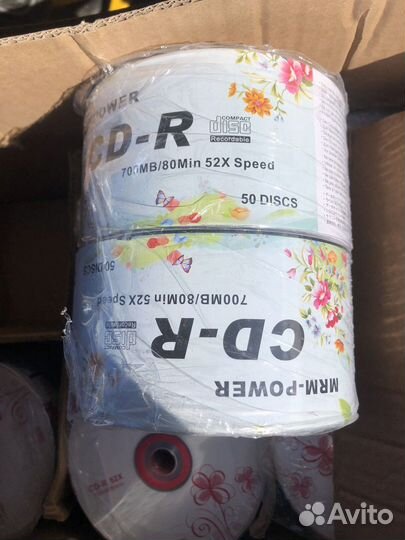 POWER
CD-R
COMPACT
disc
Recordable
700MB/80Min 52X Speed
50 DISCS
50 DISCS
700MB/80Min 52X Speed
CD-R
COMPACT
disc
Recordable
MRM-POWER
CD-R 52X
Avito